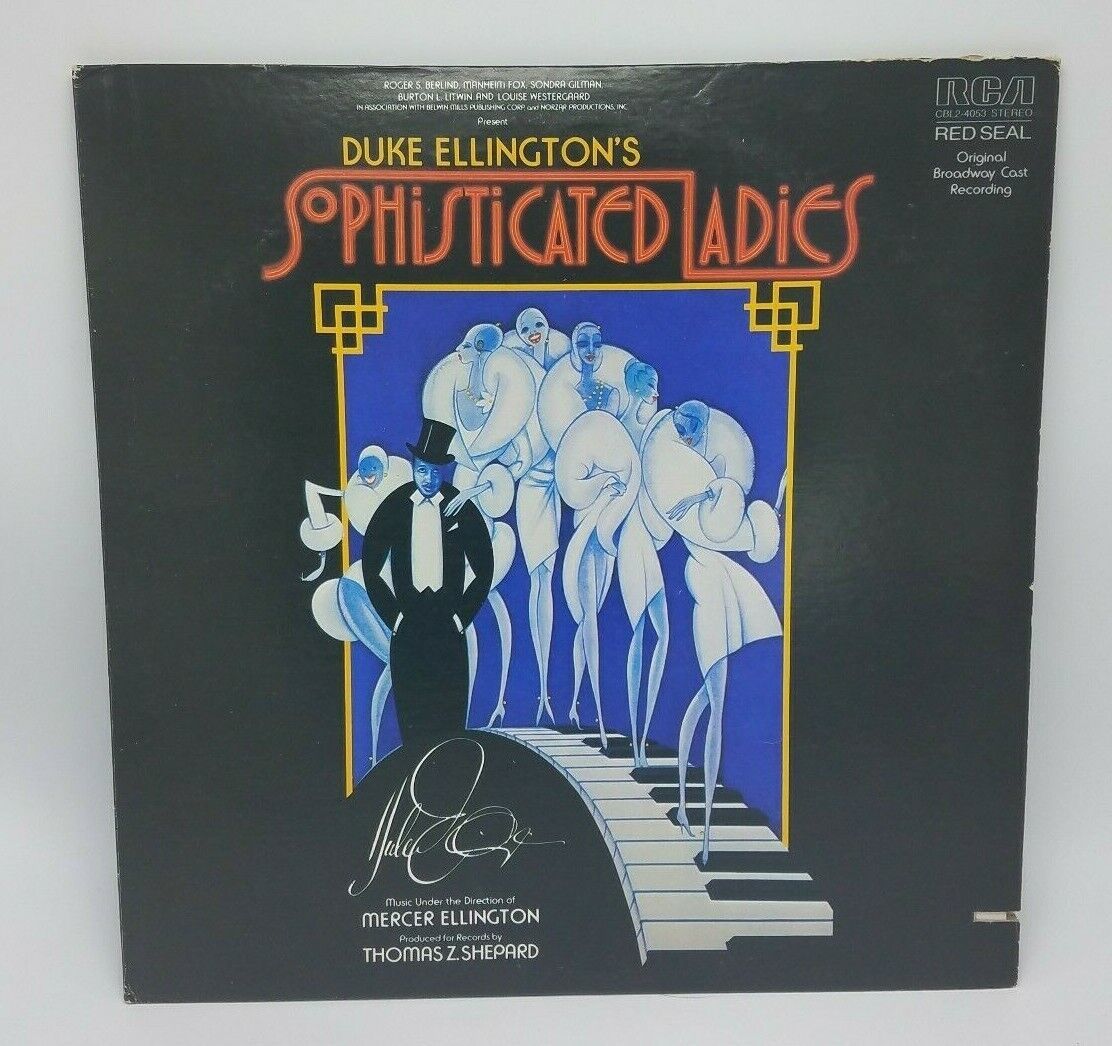 ROGER S. BERLIND, MANHEIM FOX, SONDRA GILMAN,
BURTON L. LITWIN AND LOUISE WESTERGAARD
IN ASSOCIATION WITH BELWIN MILLS PUBLISHING CORP. and NORZAR PRODUCTIONS, INC.
Present
DUKE ELLINGTON'S
SOPHISTICATED LADIES
RCA
CBL2-4053 STEREO
RED SEAL
Original
Broadway Cast
Recording
Music Under the Direction of
MERCER ELLINGTON
Produced for Records by
THOMAS Z. SHEPARD